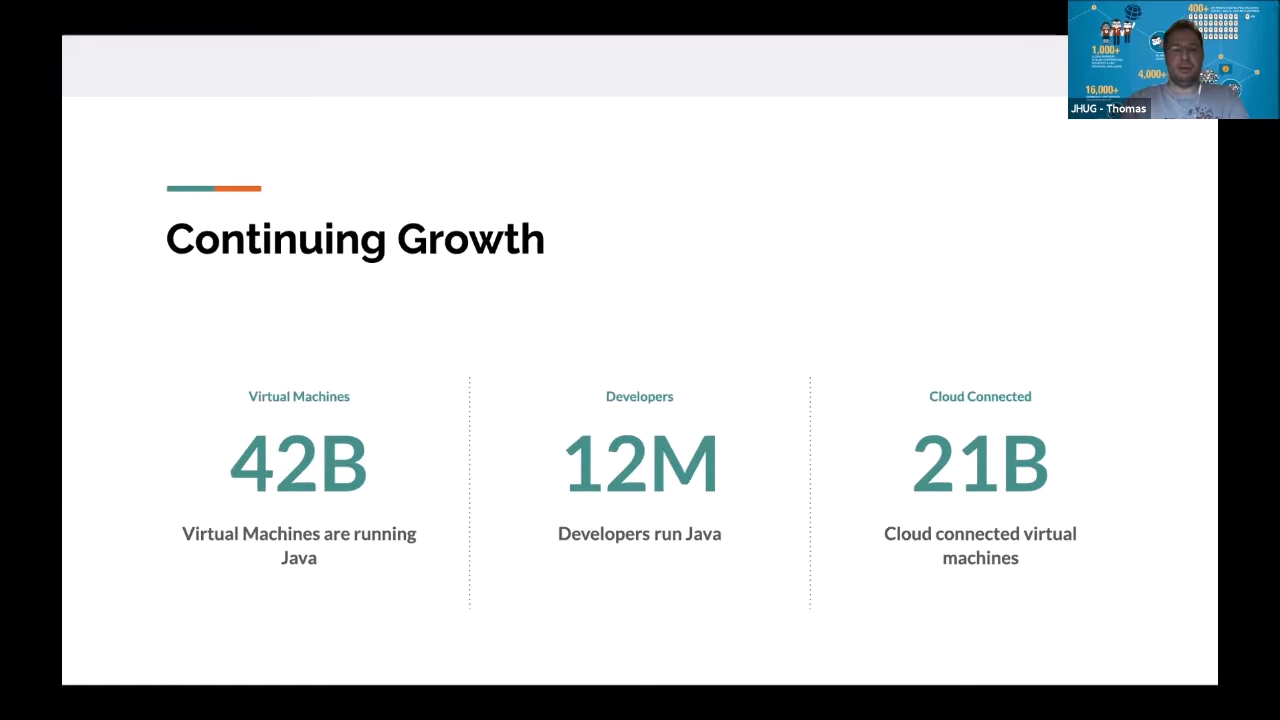 400+
1,000+
4,000+
16,000+
JHUG - Thomas
Continuing Growth
Virtual Machines
42B
Virtual Machines are running
Java
Developers
12M
Developers run Java
Cloud Connected
21B
Cloud connected virtual
machines